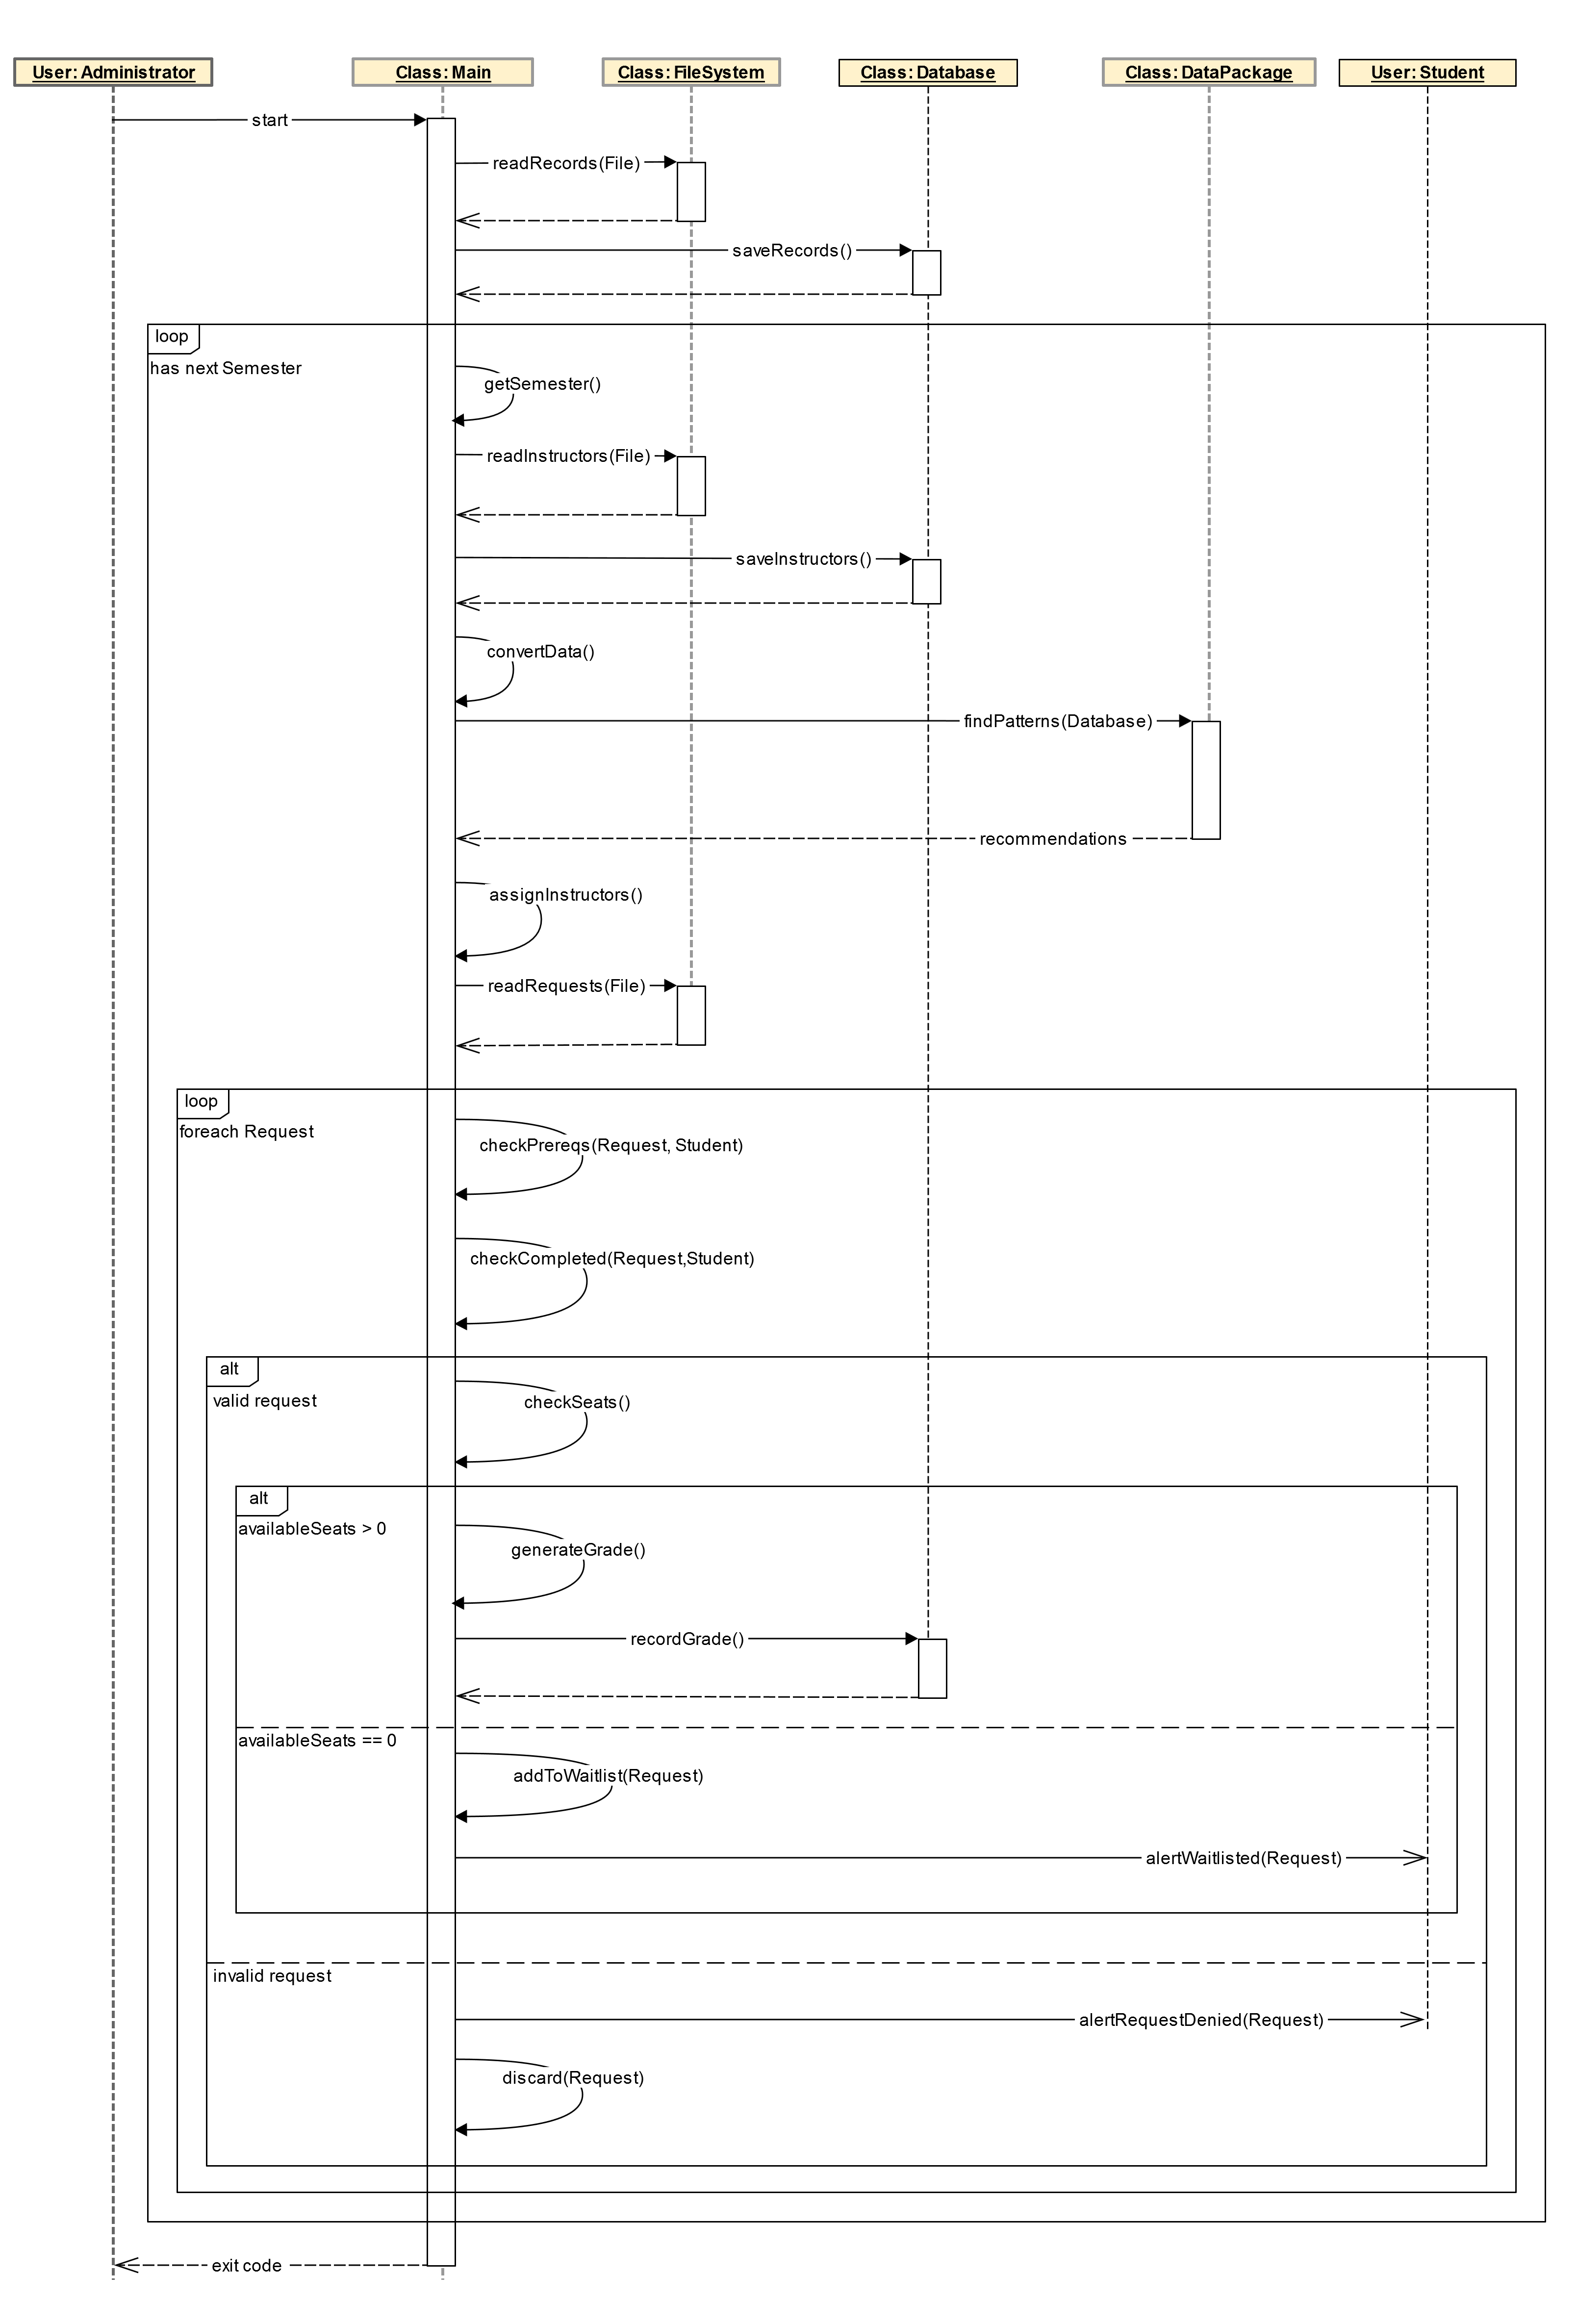 User: Administrator
Class: Main
Class: FileSystem
Class: Database
Class: DataPackage
User: Student
start
readRecords(File)
saveRecords()
loop
has next Semester
getSemester()
readInstructors(File)
saveInstructors()
convertData()
findPatterns(Database)
recommendations
assignInstructors()
readRequests(File)
loop
foreach Request
checkPrereqs(Request, Student)
checkCompleted(Request,Student)
alt
valid request
checkSeats()
alt
availableSeats > 0
generateGrade()
recordGrade()
availableSeats == 0
addToWaitlist(Request)
alertWaitlisted(Request)
invalid request
alertRequestDenied(Request)
discard(Request)
exit code